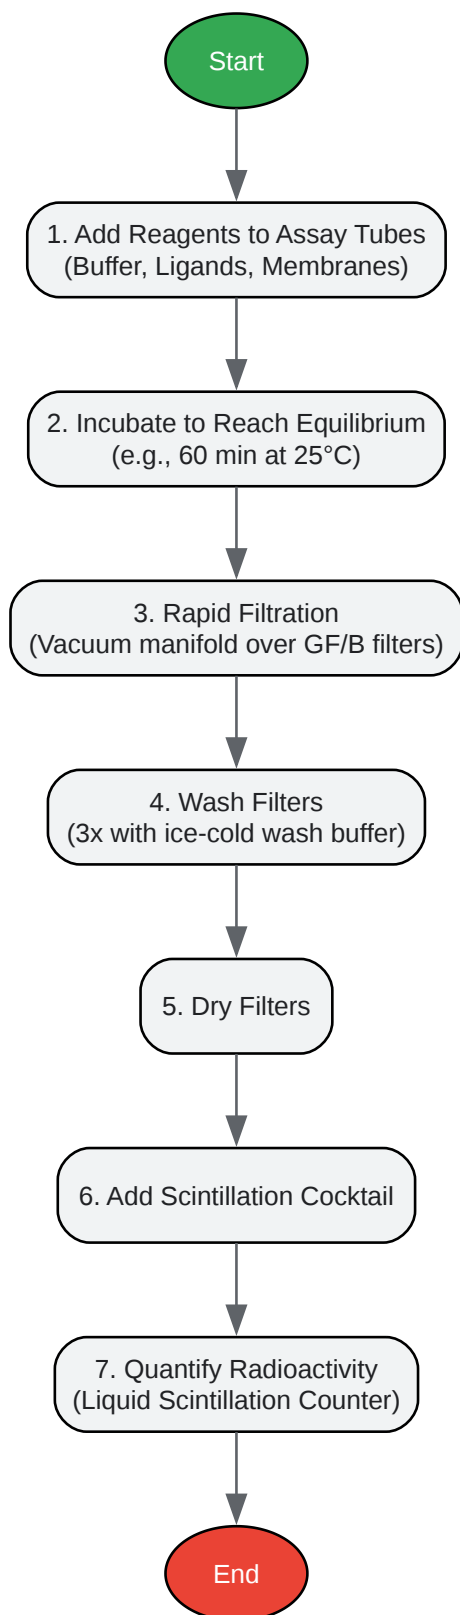 Start
1. Add Reagents to Assay Tubes
(Buffer, Ligands, Membranes)
2. Incubate to Reach Equilibrium
(e.g., 60 min at 25°C)
3. Rapid Filtration
(Vacuum manifold over GF/B filters)
4. Wash Filters
(3x with ice-cold wash buffer)
5. Dry Filters
6. Add Scintillation Cocktail
7. Quantify Radioactivity
(Liquid Scintillation Counter)
End